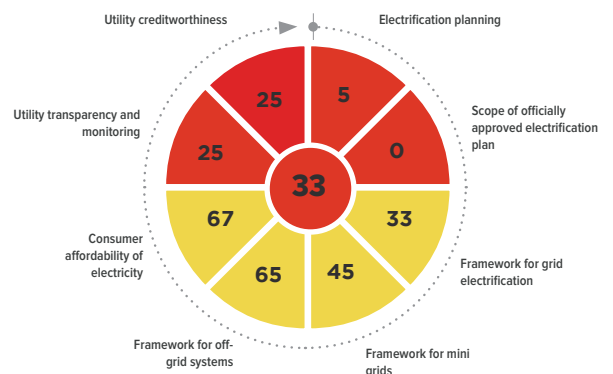 Utility creditworthiness
Electrification planning
25
5
Utility transparency and
monitoring
Scope of officially
approved electrification
plan
25
0
33
67
33
Consumer
affordability of
electricity
65
45
Framework for grid
electrification
Framework for off-
grid systems
Framework for mini
grids